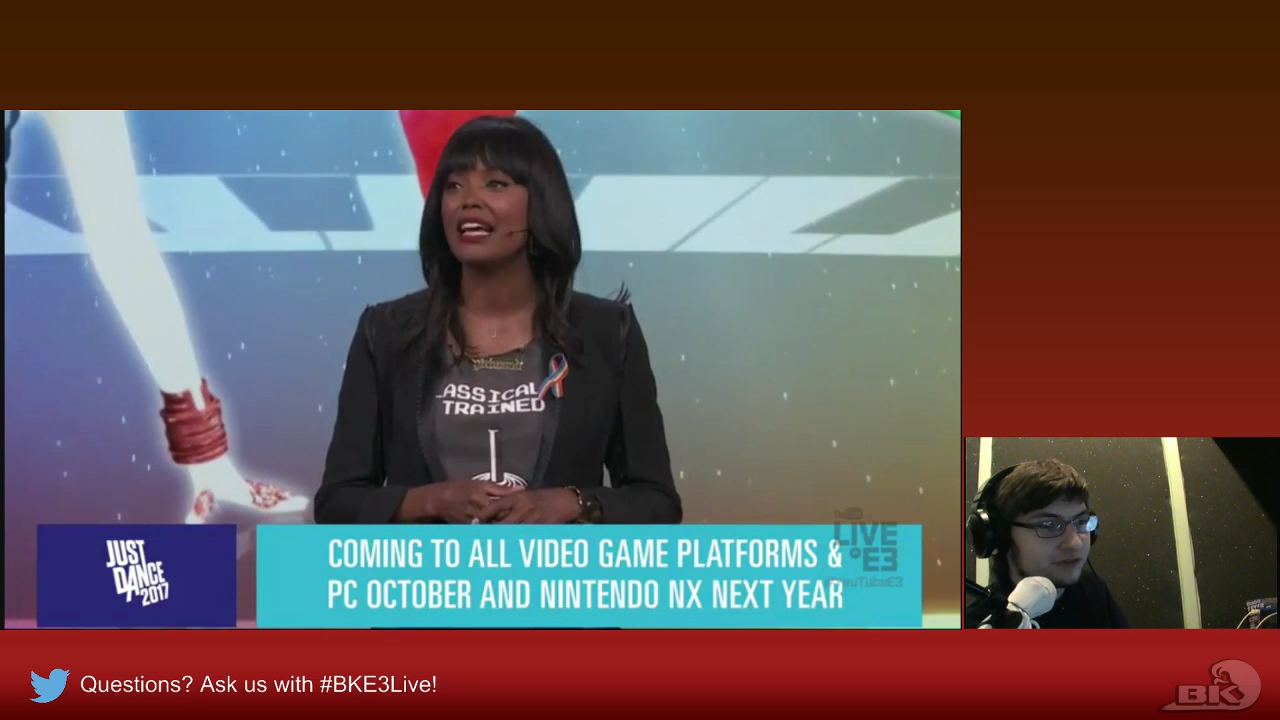 ASSICAL
TRAINED
JUST
DANCE
2017
COMING TO ALL VIDEO GAME PLATFORMS &
PC OCTOBER AND NINTENDO NX NEXT YEAR
LIVE
E3
Questions? Ask us with #BKE3Live!
BK